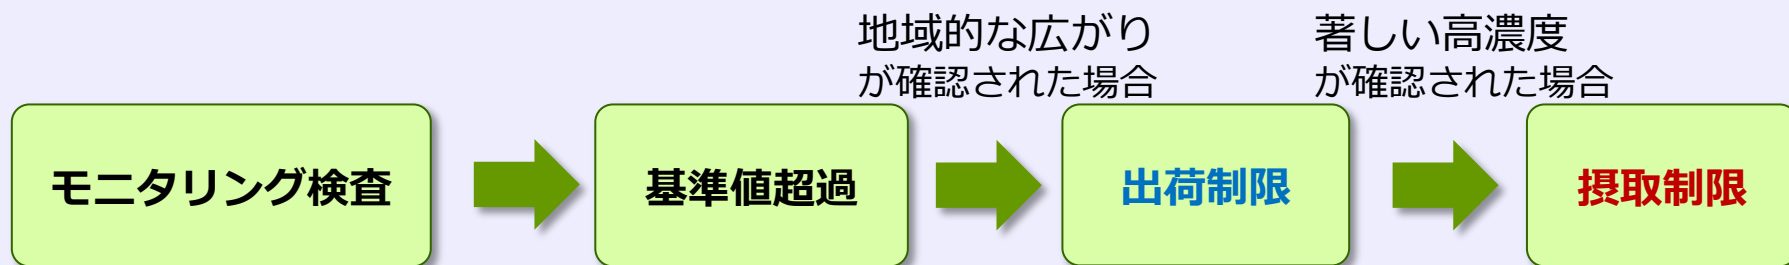 地域的な広がり
が確認された場合
著しい高濃度
が確認された場合
モニタリング検査
基準値超過
出荷制限
摂取制限